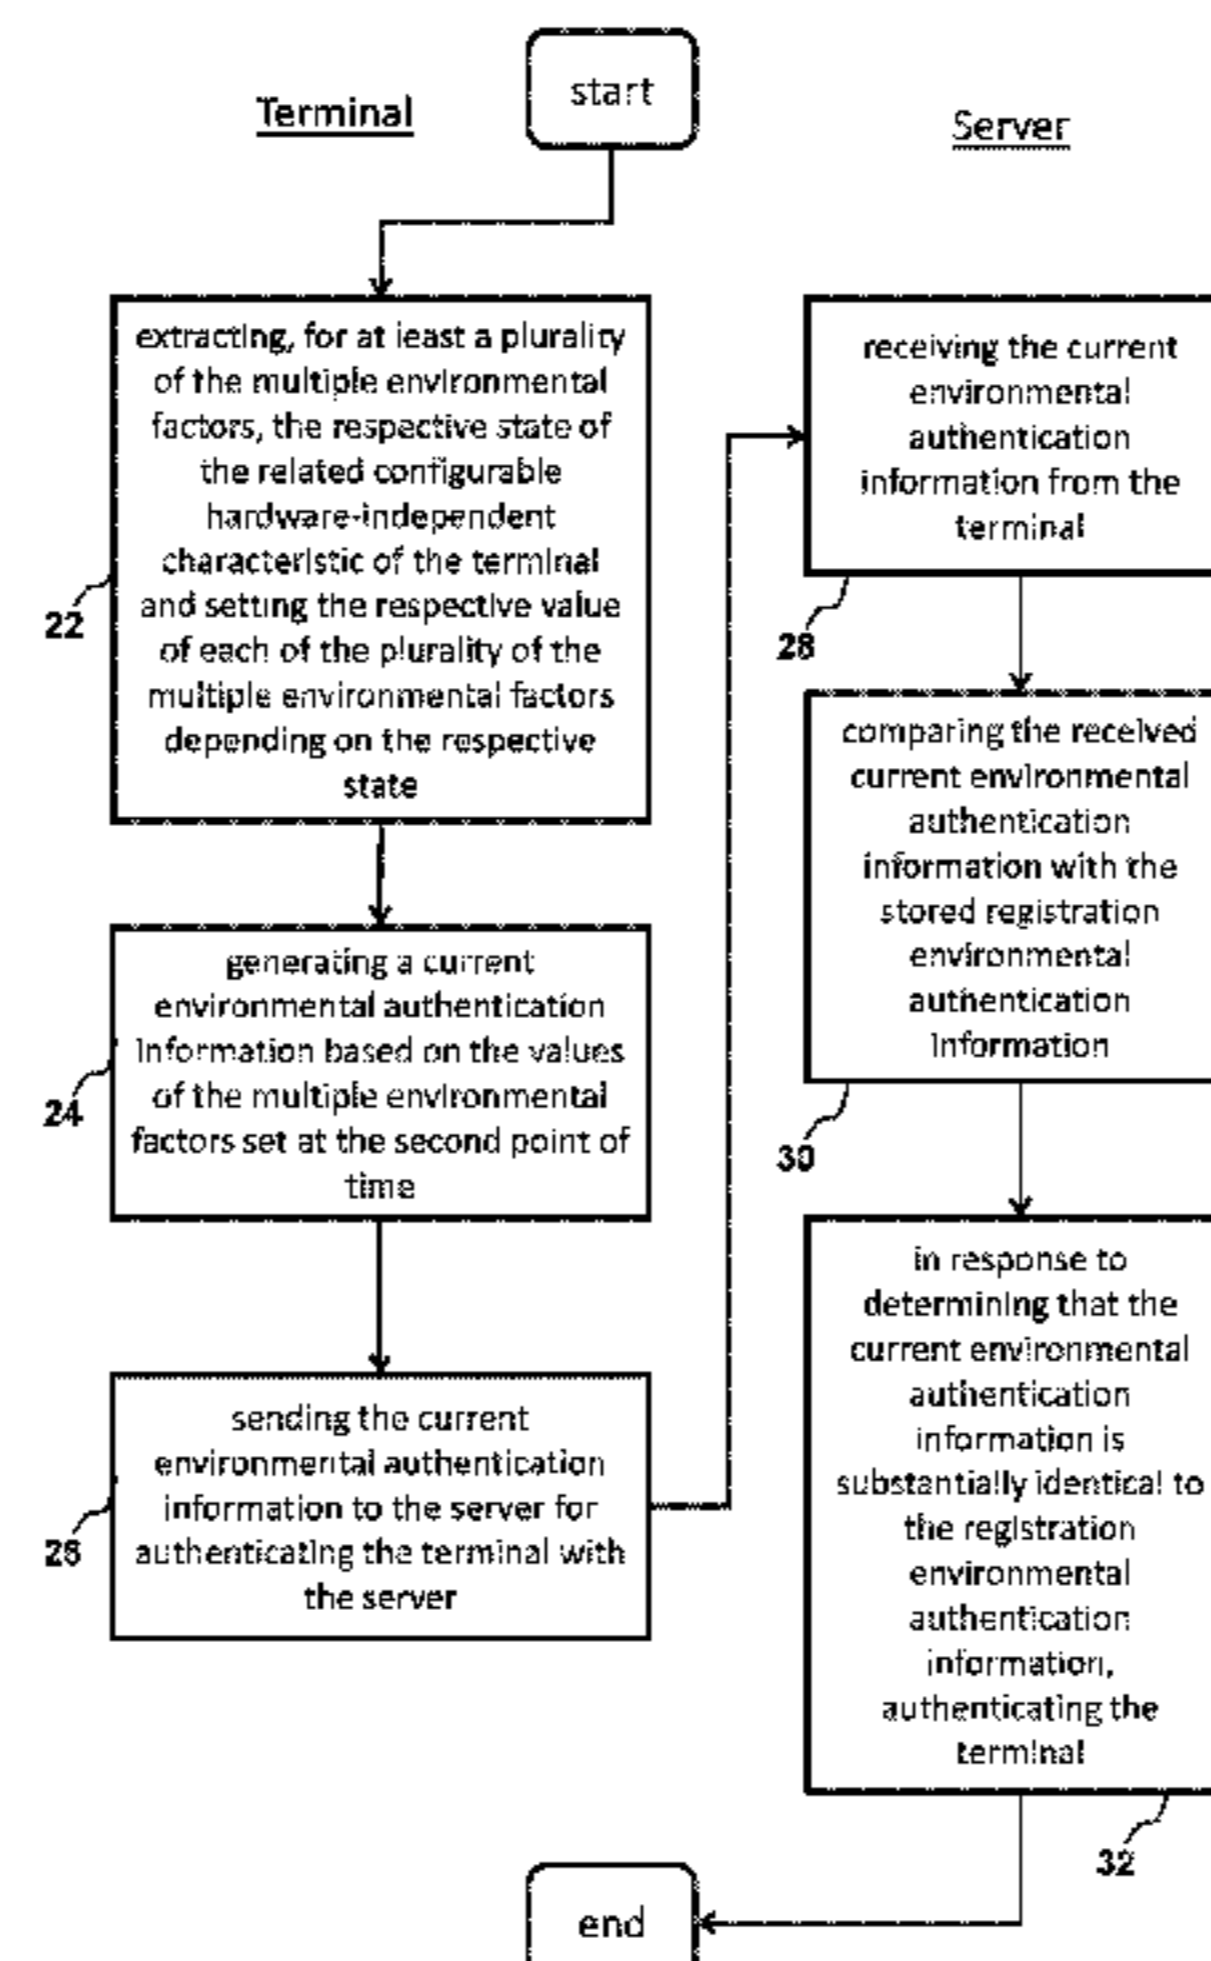 start
Terminal
Server
extracting, for at least a plurality
of the multiple environmental
factors, the respective state of
the related configurable
hardware-independent
characteristic of the terminal
and setting the respective value
of each of the plurality of the
multiple environmental factors
depending on the respective
state
22
generating a current
environmental authentication
information based on the values
of the multiple environmental
factors set at the second point of
time
24
sending the current
environmental authentication
information to the server for
authenticating the terminal with
the server
receiving the current
environmental
authentication
information from the
terminal
28
comparing the received
current environmental
authentication
information with the
stored registration
environmental
authentication
information
30
in response to
determining that the
current environmental
authentication
information is
substantially identical to
the registration
environmental
authentication
information,
authenticating the
terminal
32
end